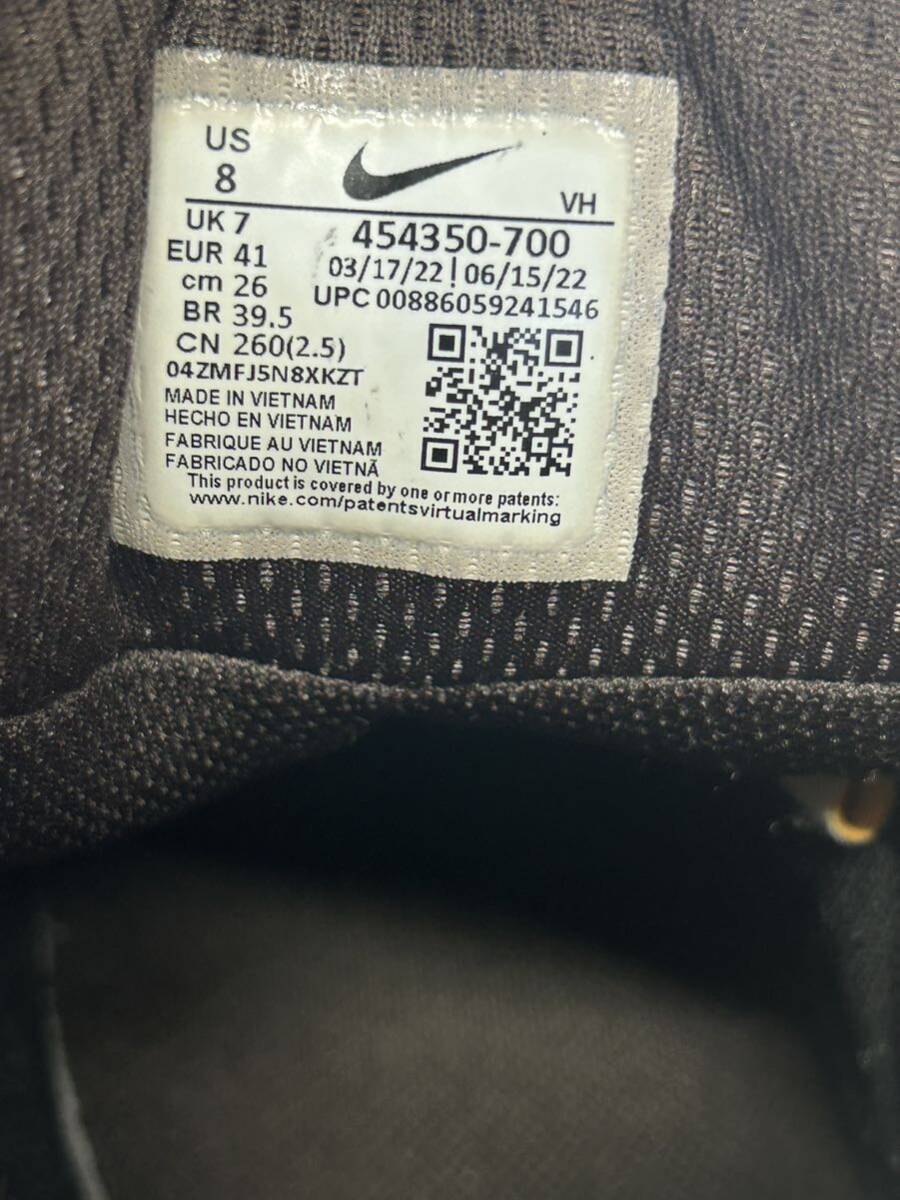 US
8
VH
UK 7
EUR 41
cm 26
BR 39.5
CN 260(2.5)
454350-700
03/17/22 | 06/15/22
UPC 00886059241546
04ZMFJ5N8XKZT
MADE IN VIETNAM
HECHO EN VIETNAM
FABRIQUE AU VIETNAM
FABRICADO NO VIETNÃ
This product is covered by one or more patents:
www.nike.com/patentsvirtualmarking